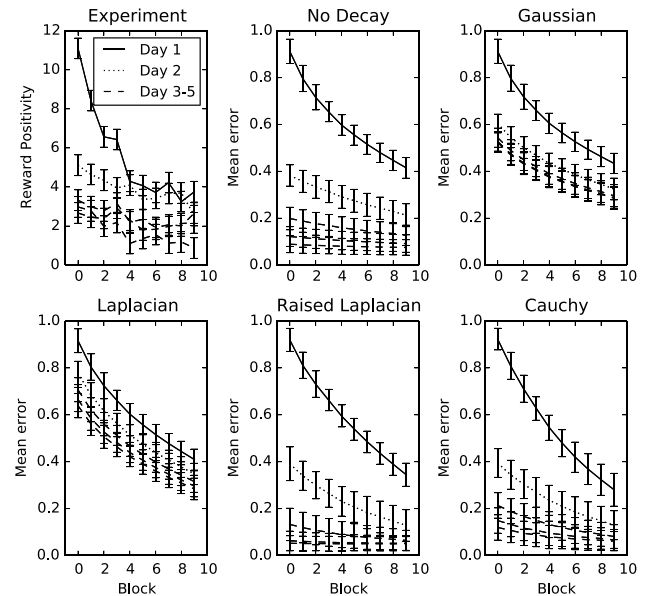 Experiment
No Decay
Gaussian
12
10
8
6
4
2
0
Reward Positivity
Day 1
Day 2
Day 3-5
0 2 4 6 8 10
1.0
0.8
0.6
0.4
0.2
0.0
Mean error
0 2 4 6 8 10
1.0
0.8
0.6
0.4
0.2
0.0
Mean error
0 2 4 6 8 10
Laplacian
Raised Laplacian
Cauchy
1.0
0.8
0.6
0.4
0.2
0.0
Mean error
0 2 4 6 8 10
Block
1.0
0.8
0.6
0.4
0.2
0.0
Mean error
0 2 4 6 8 10
Block
1.0
0.8
0.6
0.4
0.2
0.0
Mean error
0 2 4 6 8 10
Block